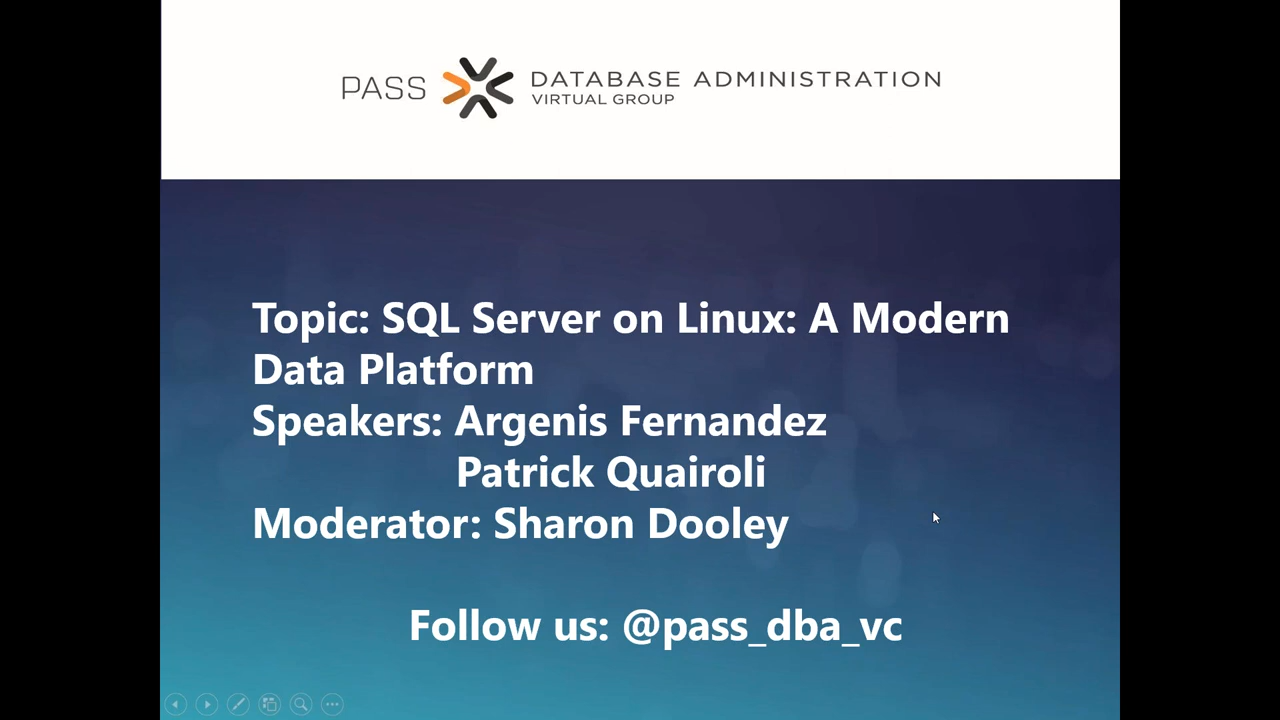 PASS DATABASE ADMINISTRATION
VIRTUAL GROUP
Topic: SQL Server on Linux: A Modern
Data Platform
Speakers: Argenis Fernandez
Patrick Quairoli
Moderator: Sharon Dooley
Follow us: @pass_dba_vc